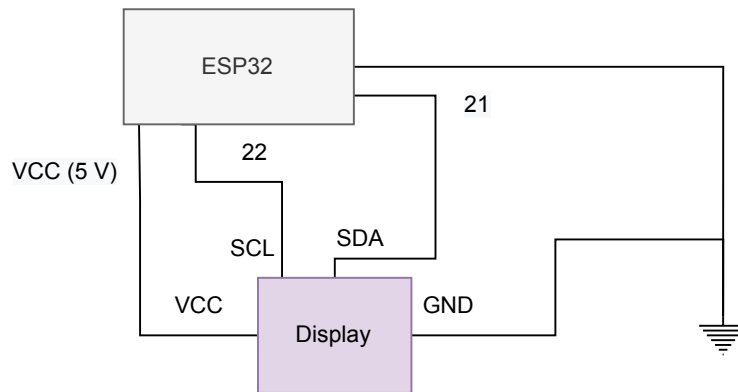 ESP32
21
22
VCC (5 V)
SDA
SCL
VCC
GND
Display